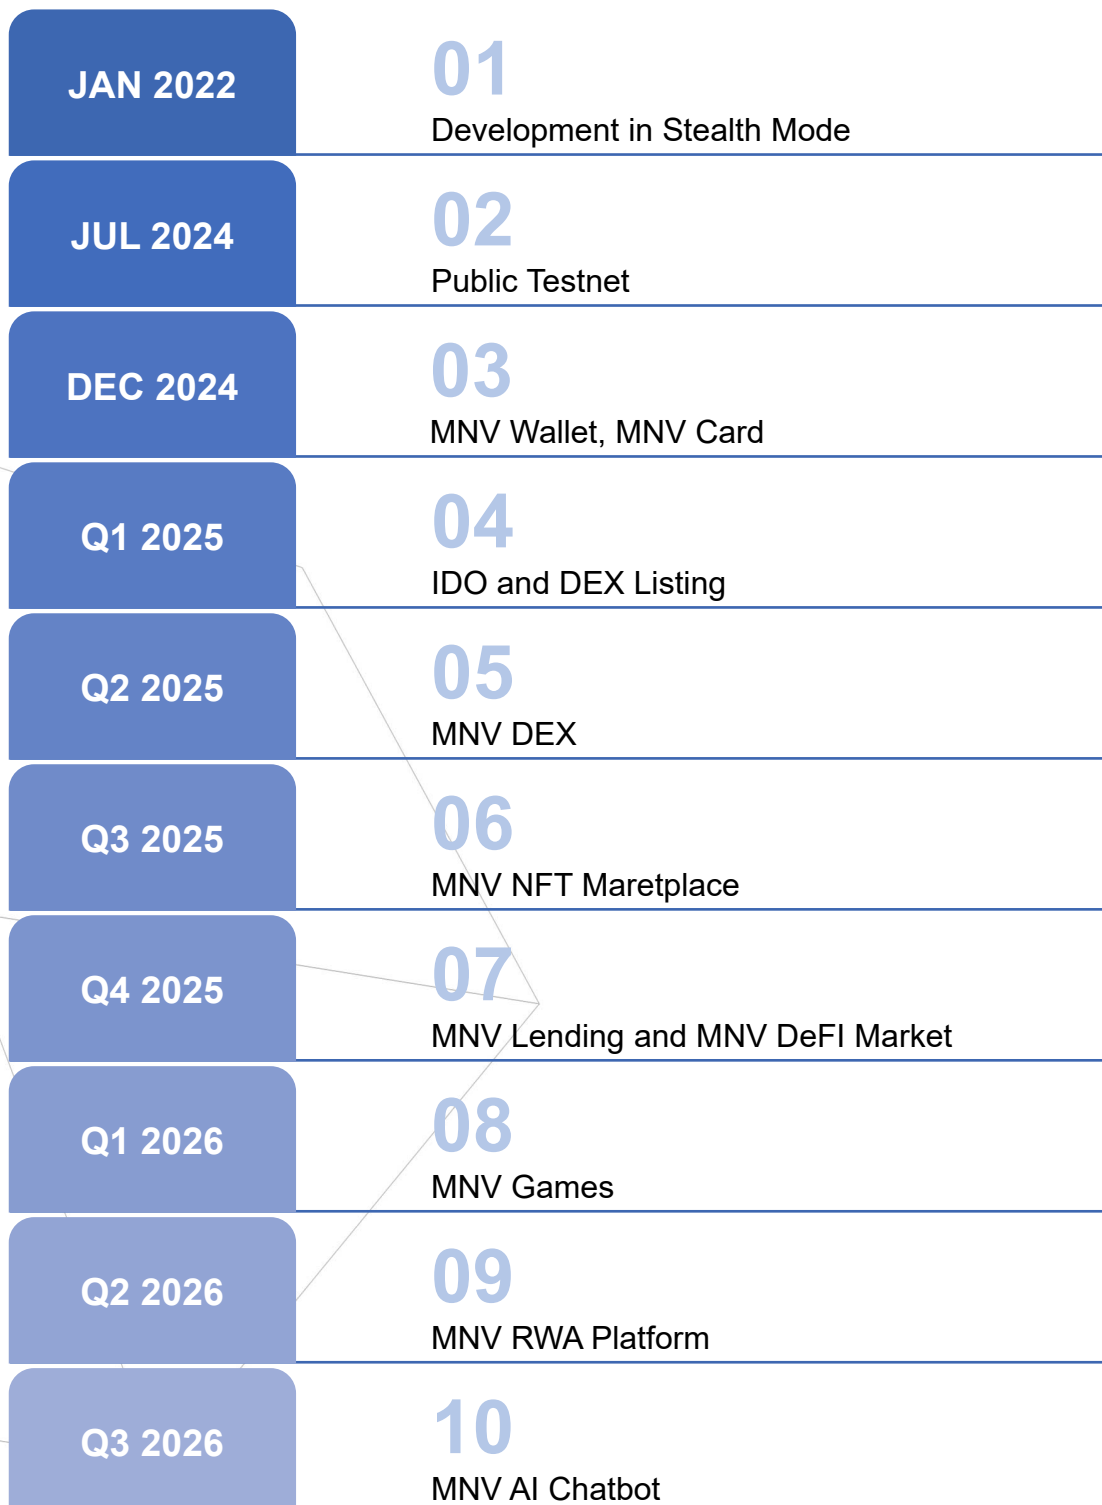 JAN 2022
01
Development in Stealth Mode
JUL 2024
02
Public Testnet
DEC 2024
03
MNV Wallet, MNV Card
Q1 2025
04
IDO and DEX Listing
Q2 2025
05
MNV DEX
Q3 2025
06
MNV NFT Maretplace
Q4 2025
07
MNV Lending and MNV DeFI Market
Q1 2026
08
MNV Games
Q2 2026
09
MNV RWA Platform
Q3 2026
10
MNV AI Chatbot